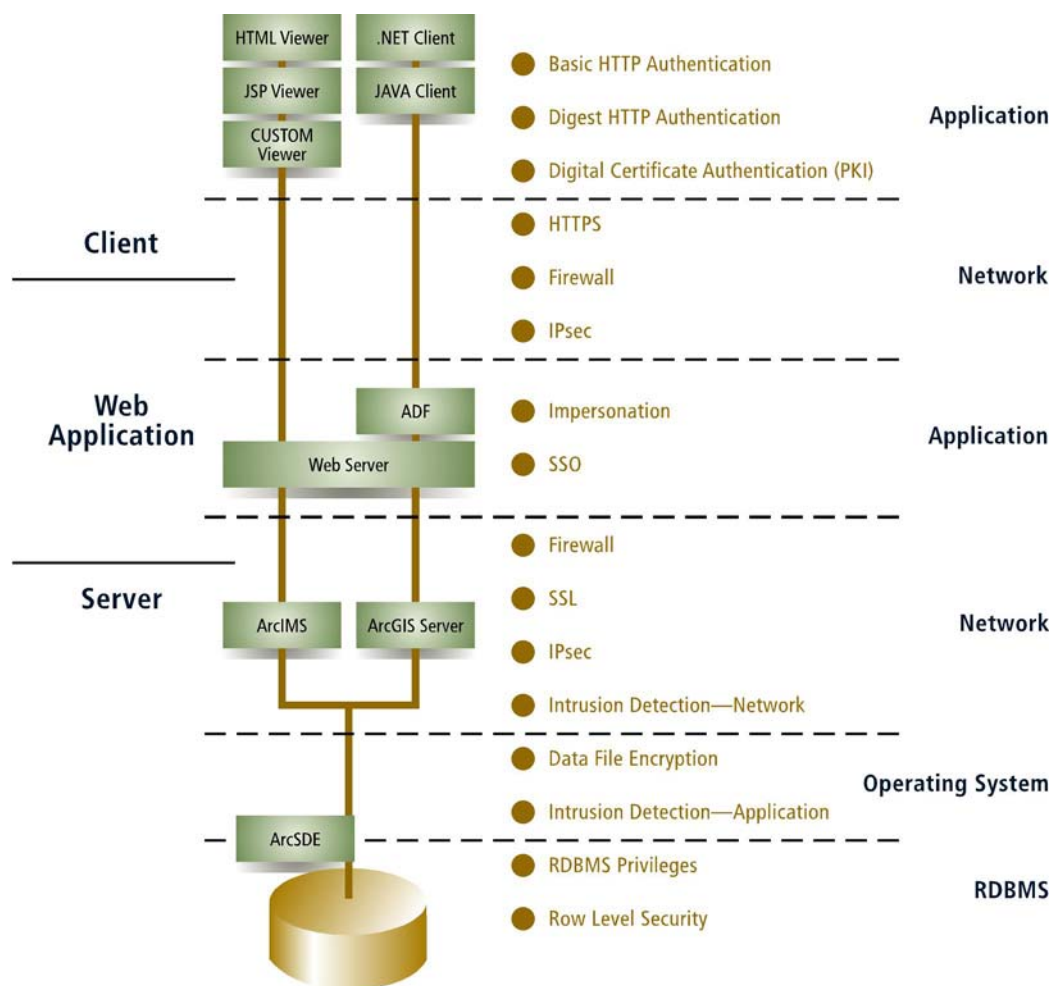 HTML Viewer
.NET Client
JSP Viewer
JAVA Client
CUSTOM
Viewer
Basic HTTP Authentication
Digest HTTP Authentication
Digital Certificate Authentication (PKI)
Application
Client
HTTPS
Firewall
IPsec
Network
Web
Application
ADF
Web Server
Impersonation
SSO
Application
Server
ArcIMS
ArcGIS Server
Firewall
SSL
IPsec
Intrusion Detection—Network
Network
Data File Encryption
Intrusion Detection—Application
Operating System
ArcSDE
RDBMS Privileges
Row Level Security
RDBMS